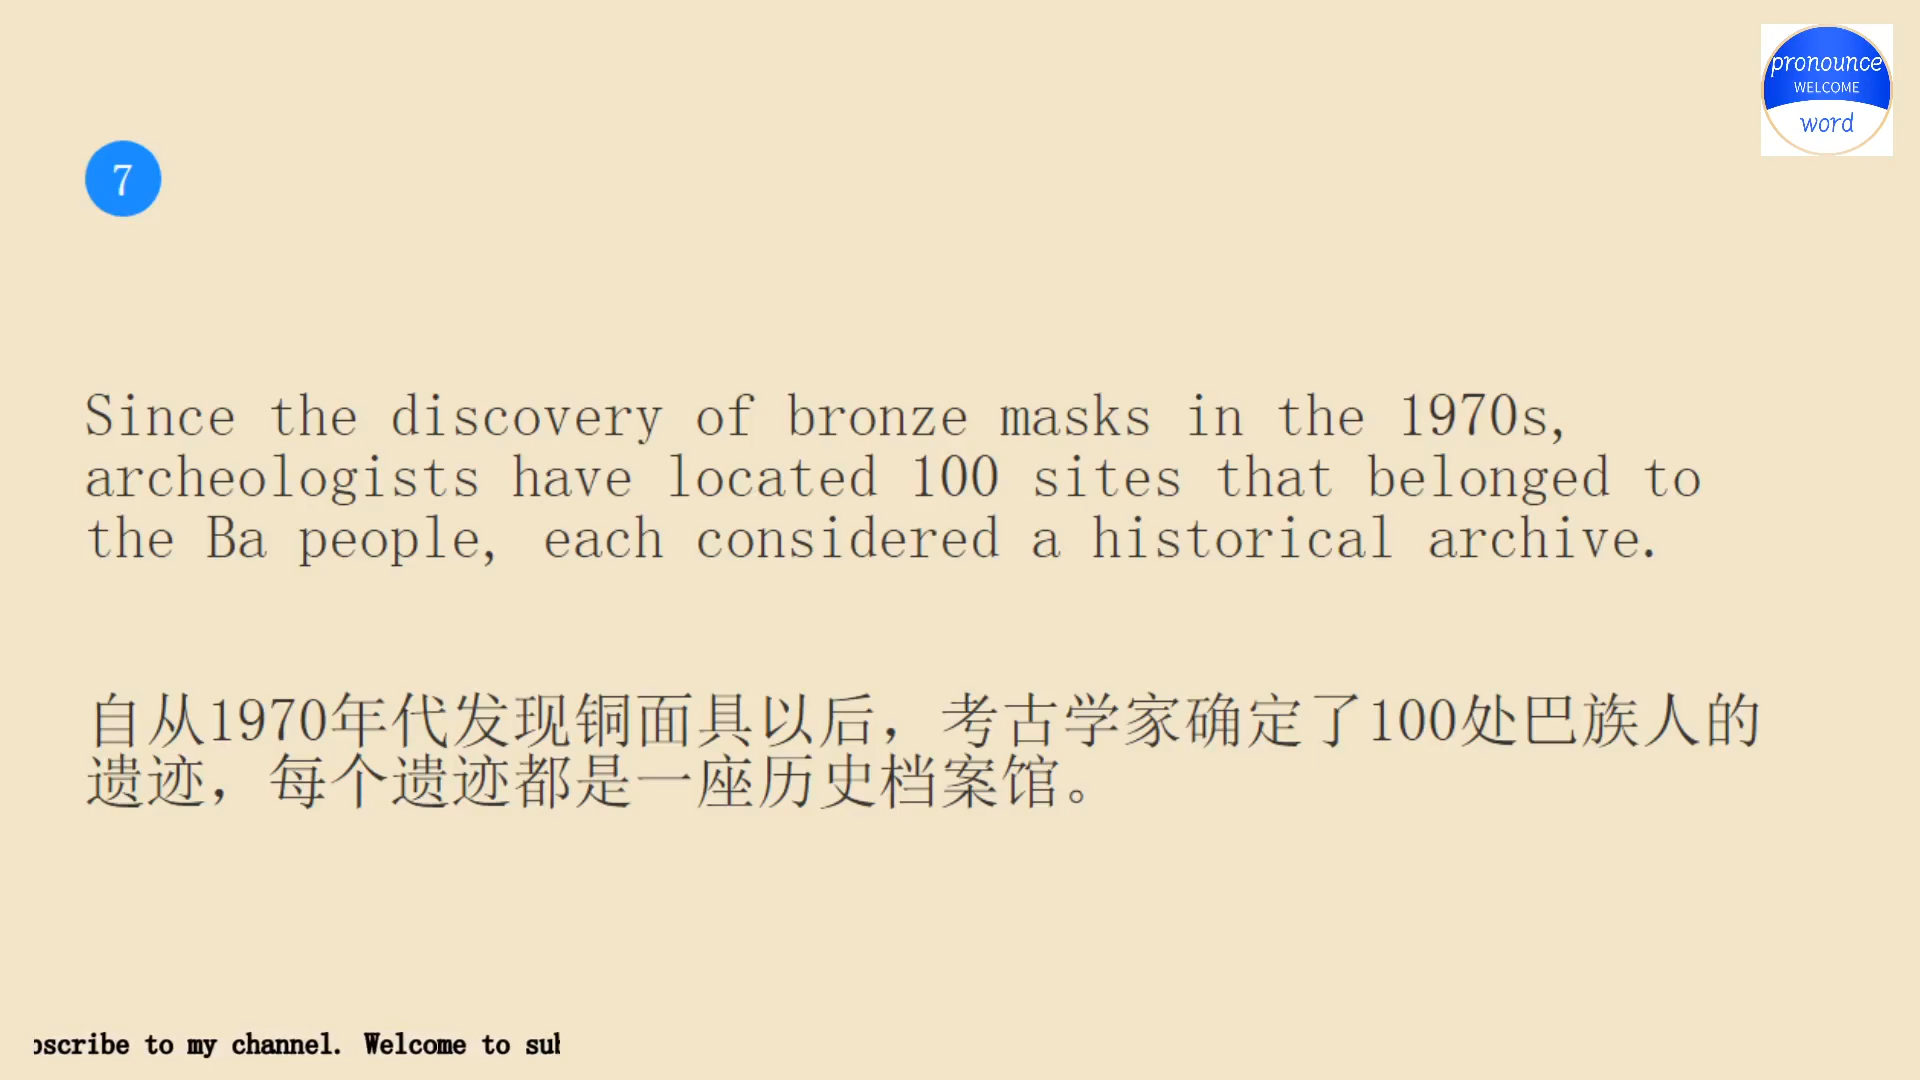 pronounce
WELCOME
word
7
Since the discovery of bronze masks in the 1970s,
archeologists have located 100 sites that belonged to
the Ba people, each considered a historical archive.
自从1970年代发现铜面具以后，考古学家确定了100处巴族人的
遗迹，每个遗迹都是一座历史档案馆。
to my channel. Welcome to